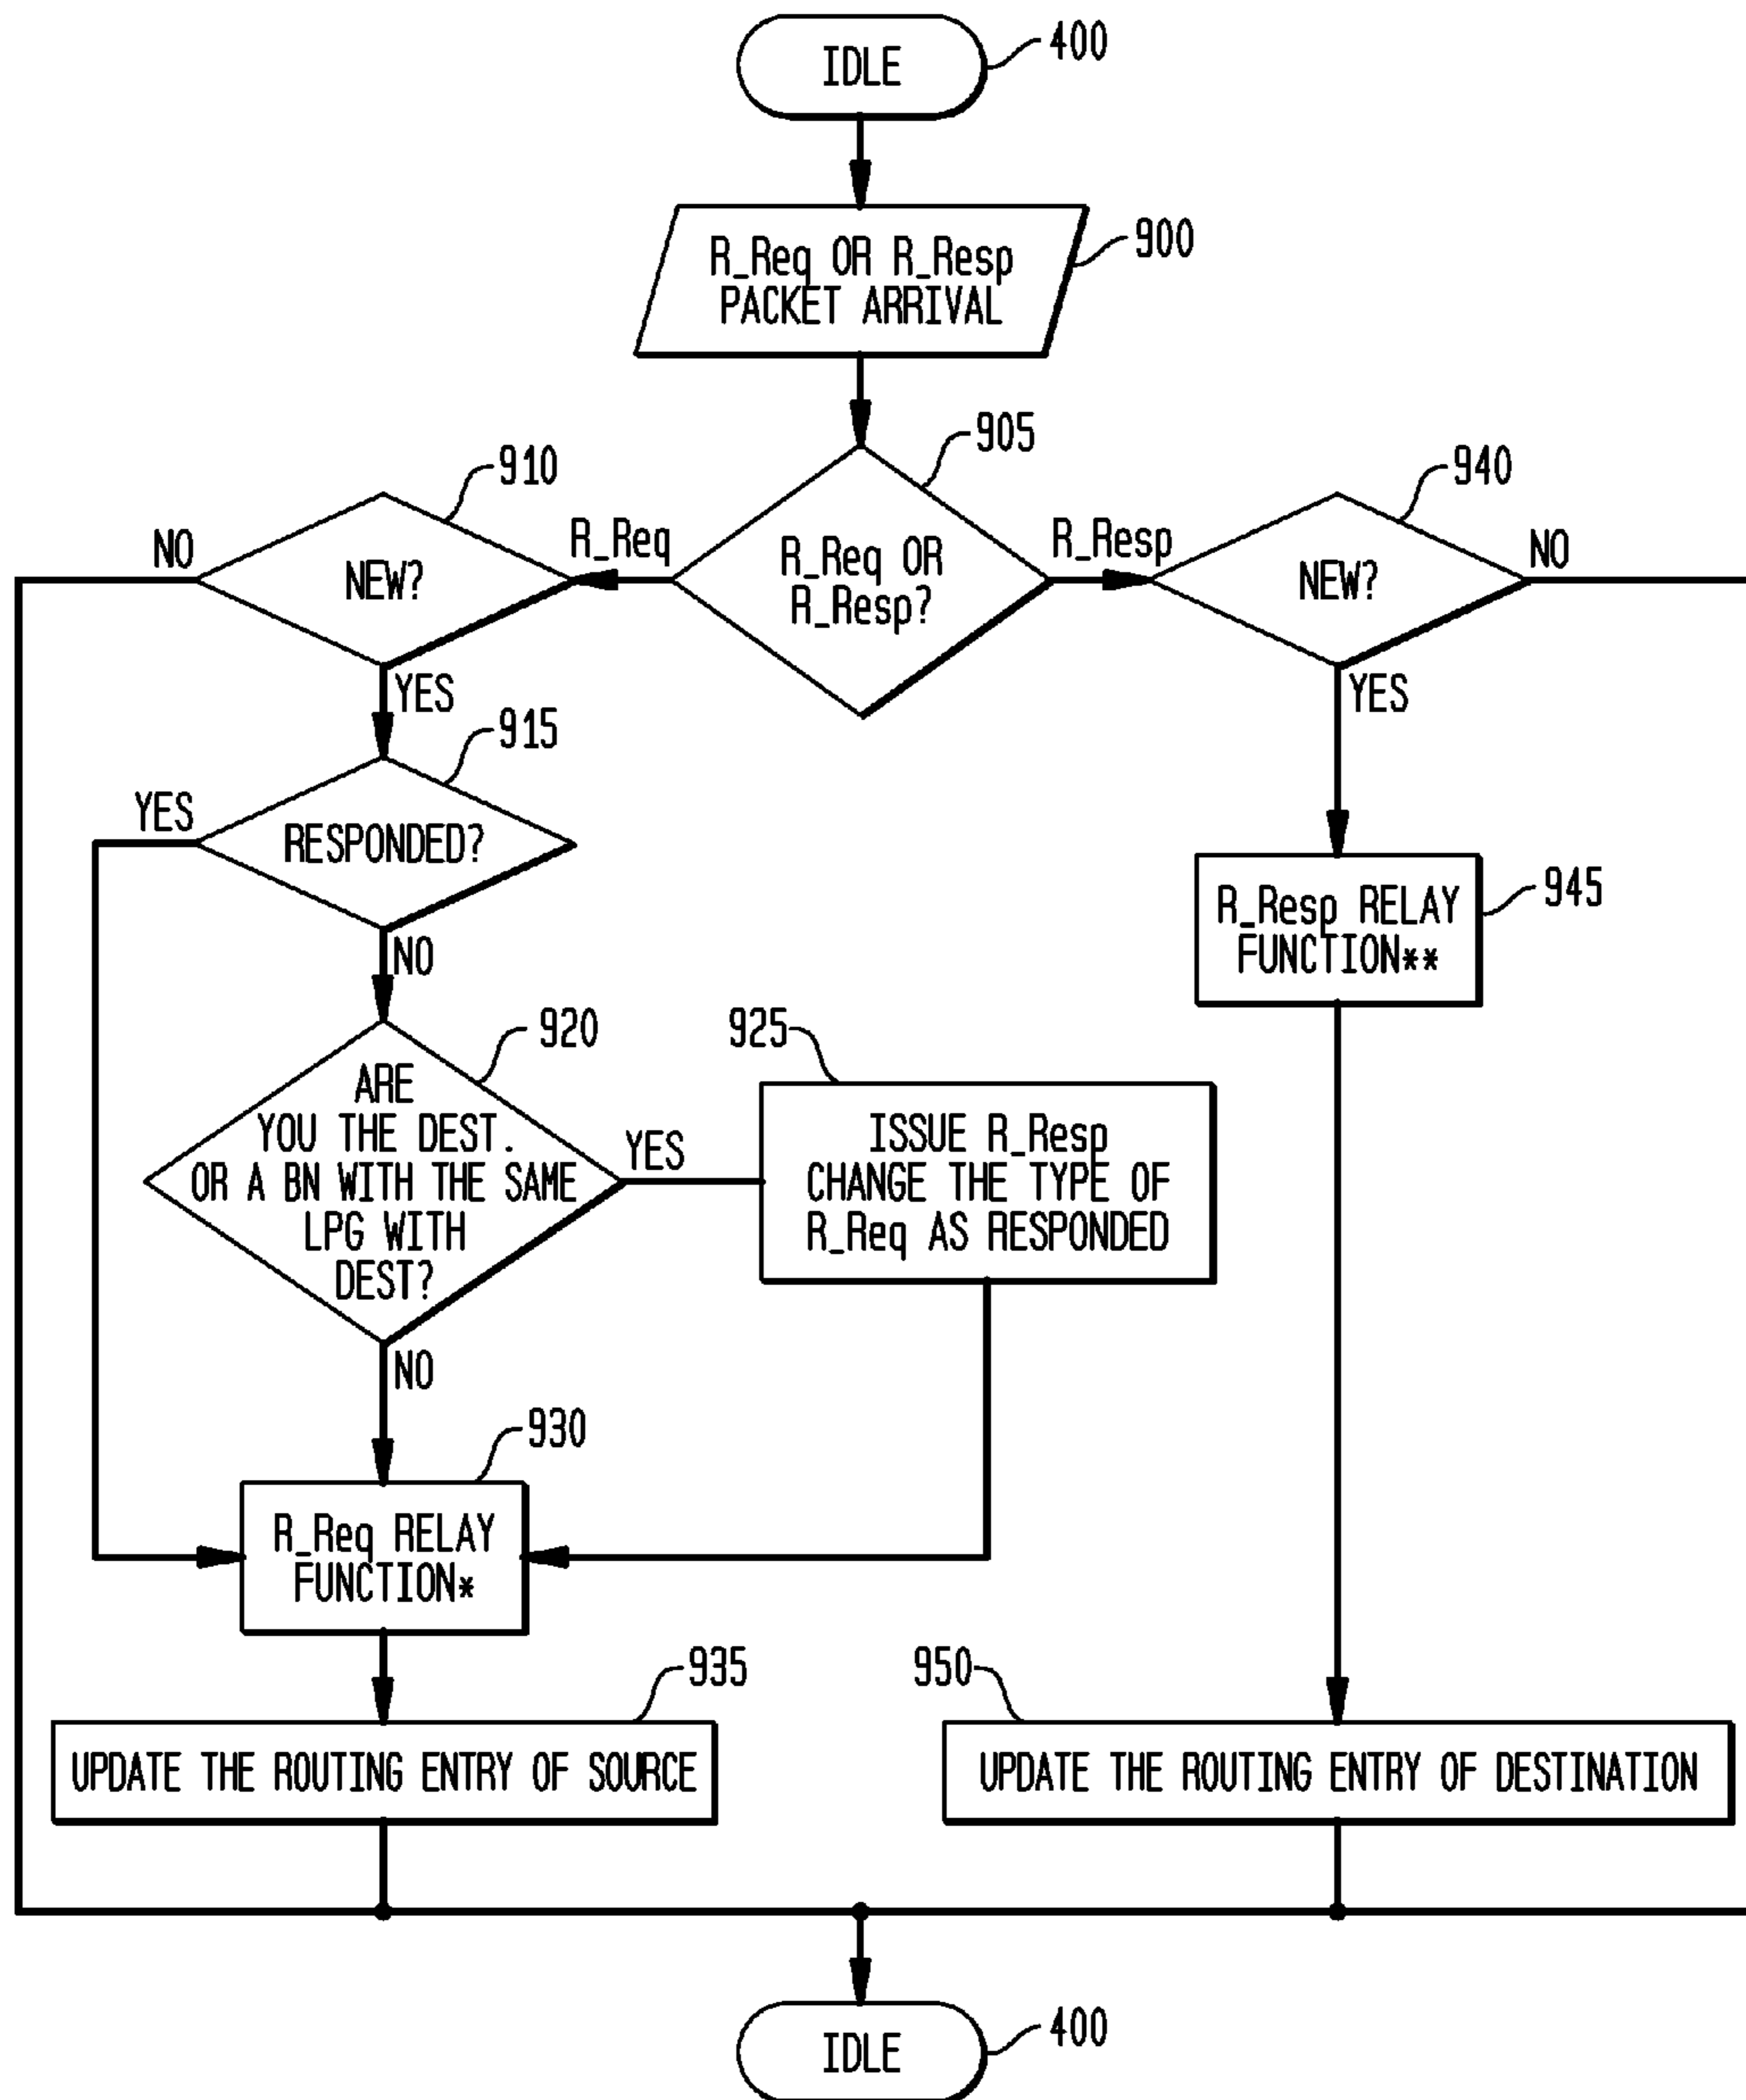 IDLE
400
R_Req OR R_Resp
PACKET ARRIVAL
900
905
R_Req OR
R_Resp?
R_Req
R_Resp
910
NEW?
NO
YES
940
NEW?
NO
YES
915
RESPONDED?
YES
NO
R_Resp RELAY
FUNCTION**
945
920
ARE
YOU THE DEST.
OR A BN WITH THE SAME
LPG WITH
DEST?
YES
NO
925
ISSUE R_Resp
CHANGE THE TYPE OF
R_Req AS RESPONDED
930
R_Req RELAY
FUNCTION*
935
UPDATE THE ROUTING ENTRY OF SOURCE
950
UPDATE THE ROUTING ENTRY OF DESTINATION
IDLE
400